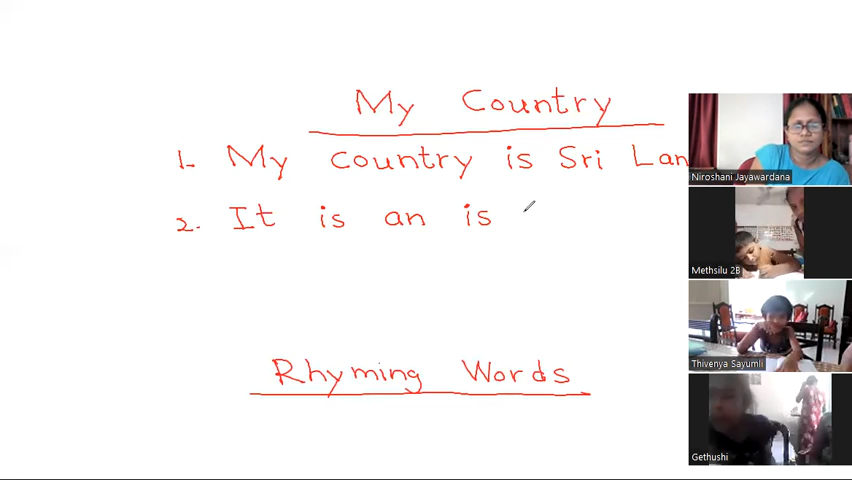 My Country
1. My country is Sri Lan
2. It is an is
Rhyming Words
Niroshani Jayawardana
Methsilu 2B
Thivenya Sayumli
Gethushi